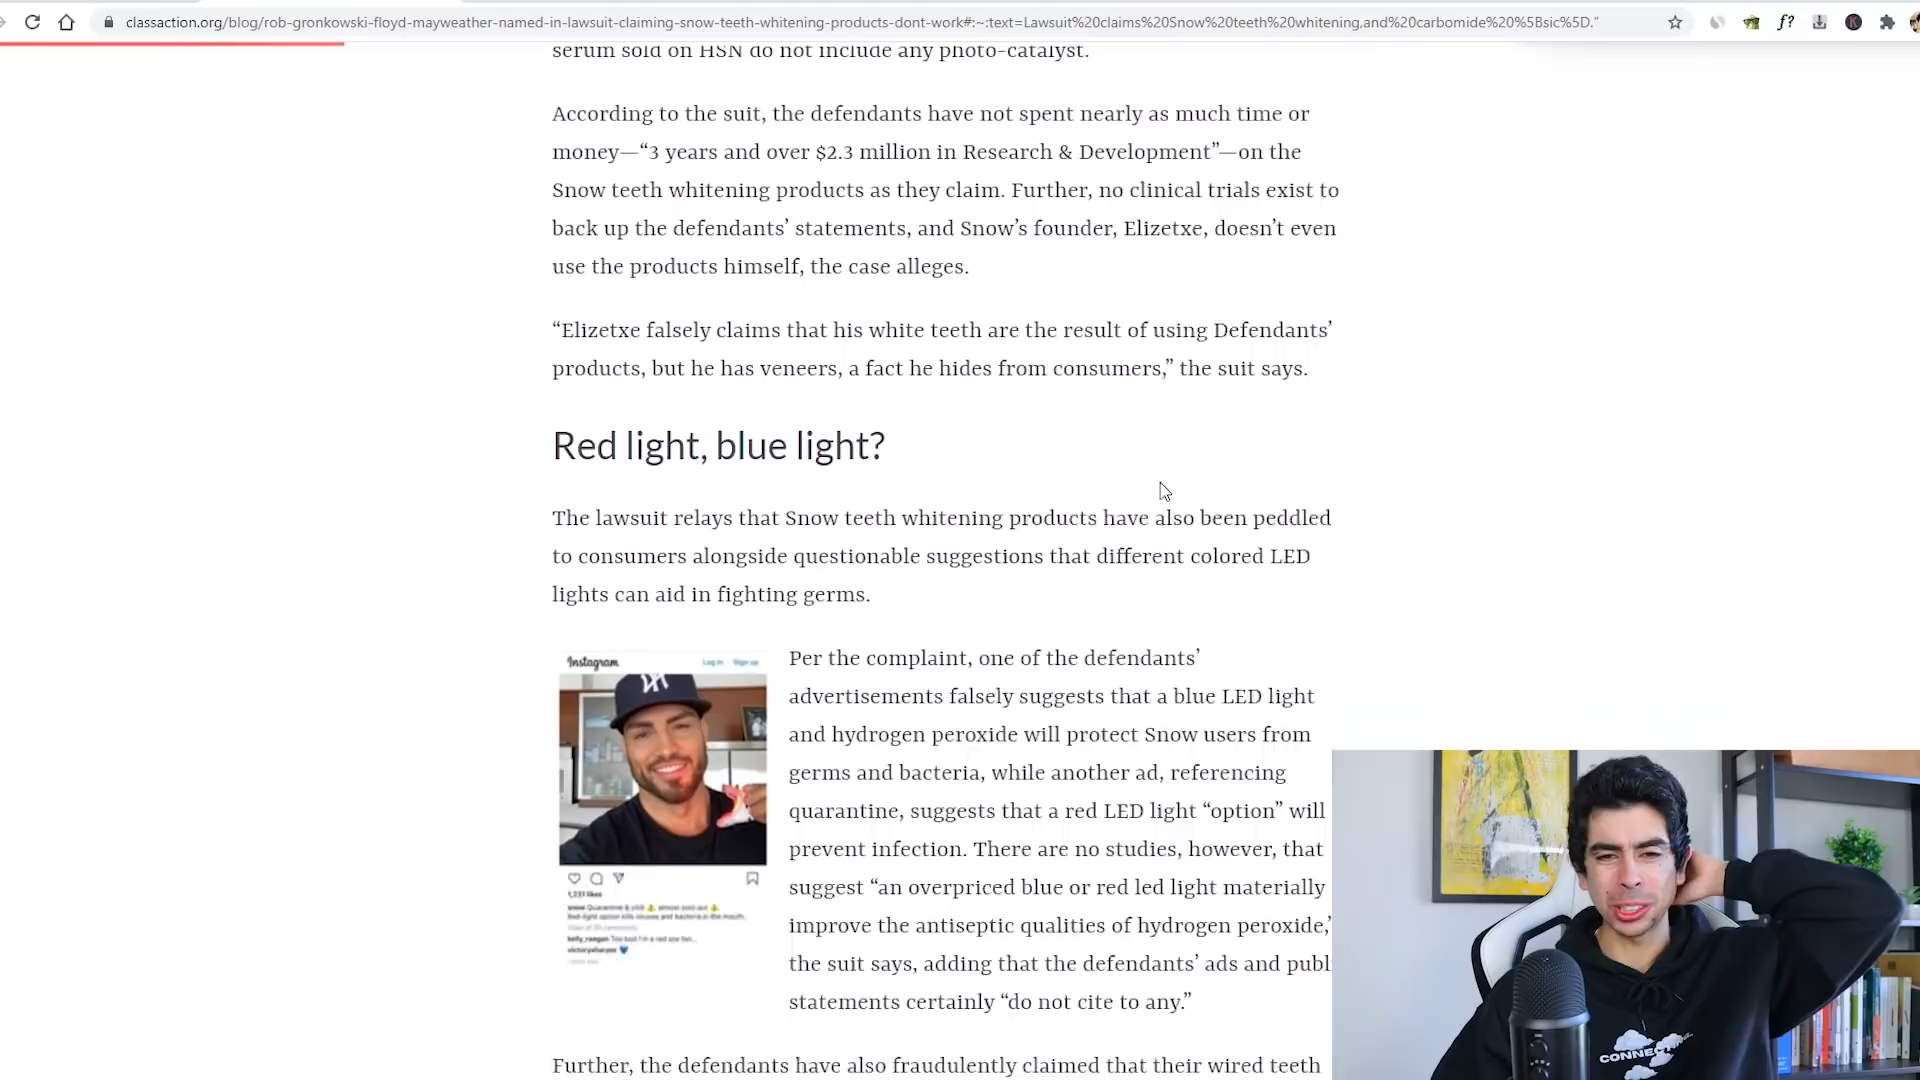 classaction.org/blog/rob-gronkowski-floyd-mayweather-named-in-lawsuit-claiming-snow-teeth-whitening-products-dont-work#:~:text=Lawsuit%20claims%20Snow%20teeth%20whitening,and%20carbomide%20%5Bsic%5D.”
serum sold on HSN do not include any photo-catalyst.
According to the suit, the defendants have not spent nearly as much time or
money—“3 years and over $2.3 million in Research & Development”—on the
Snow teeth whitening products as they claim. Further, no clinical trials exist to
back up the defendants’ statements, and Snow’s founder, Elizetxe, doesn’t even
use the products himself, the case alleges.
“Elizetxe falsely claims that his white teeth are the result of using Defendants’
products, but he has veneers, a fact he hides from consumers,” the suit says.
Red light, blue light?
The lawsuit relays that Snow teeth whitening products have also been peddled
to consumers alongside questionable suggestions that different colored LED
lights can aid in fighting germs.
Instagram Log in Sign up
1,231 likes
Per the complaint, one of the defendants’
advertisements falsely suggests that a blue LED light
and hydrogen peroxide will protect Snow users from
germs and bacteria, while another ad, referencing
quarantine, suggests that a red LED light “option” will
prevent infection. There are no studies, however, that
suggest “an overpriced blue or red led light materially
improve the antiseptic qualities of hydrogen peroxide,’
the suit says, adding that the defendants’ ads and publi
statements certainly “do not cite to any.”
Further, the defendants have also fraudulently claimed that their wired teeth